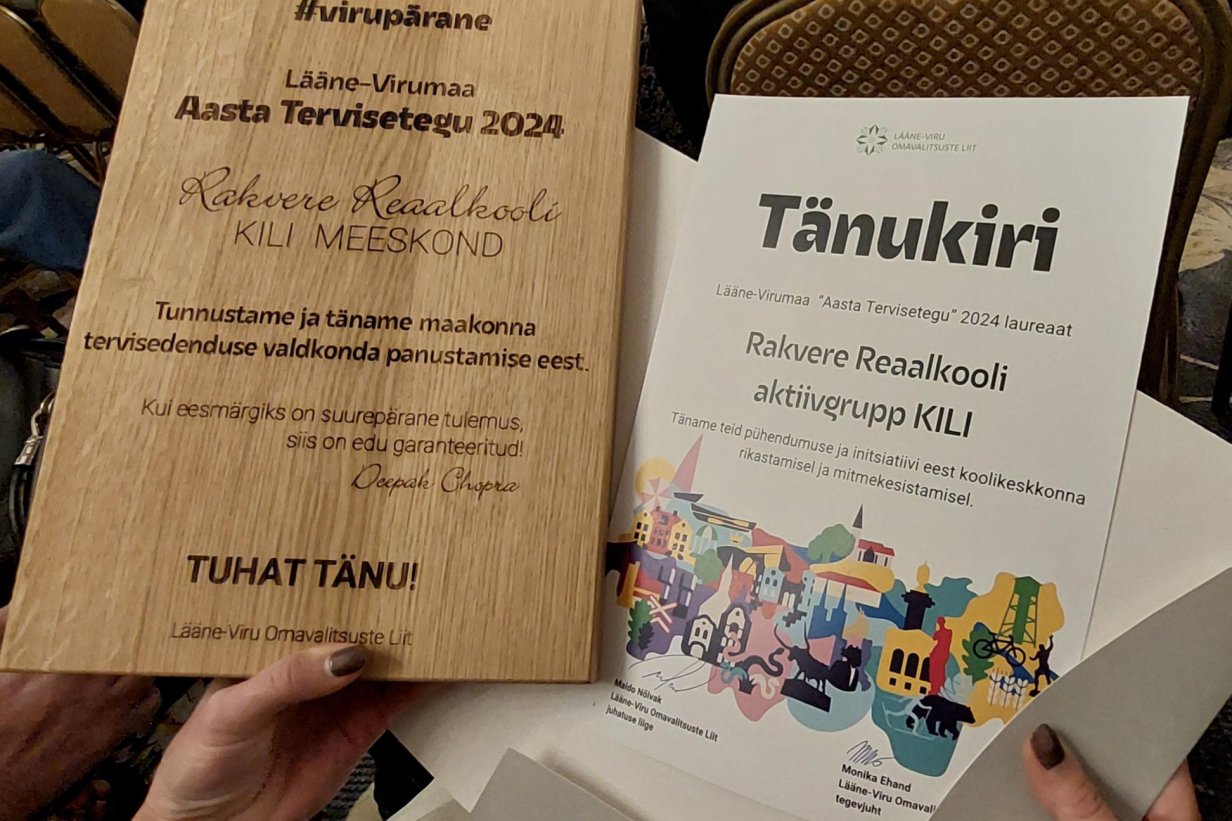 #virupärane
Lääne-Virumaa
Aasta Tervisetegu 2024
Rakvere Reaalkooli
KILI MEESKOND
Tunnustame ja täname maakonna
tervisedenduse valdkonda panustamise eest.
Kui eesmärgiks on suurepärane tulemus,
siis on edu garanteeritud!
Deepak Chopra
TUHAT TÄNU!
Lääne-Viru Omavalitsuste Liit
LÄÄNE-VIRU
OMAVALITSUSTE LIIT
Tänukiri
Lääne-Virumaa "Aasta Tervisetegu" 2024 laureaat
Rakvere Reaalkooli
aktiivgrupp KILI
Täname teid pühendumuse ja initsiatiivi eest koolikeskkonna
rikastamisel ja mitmekesistamisel.
Maido Nõlvak
Lääne-Viru Omavalitsuste Liit
juhatuse liige
Monika Ehand
Lääne-Viru Omaval
tegevjuht